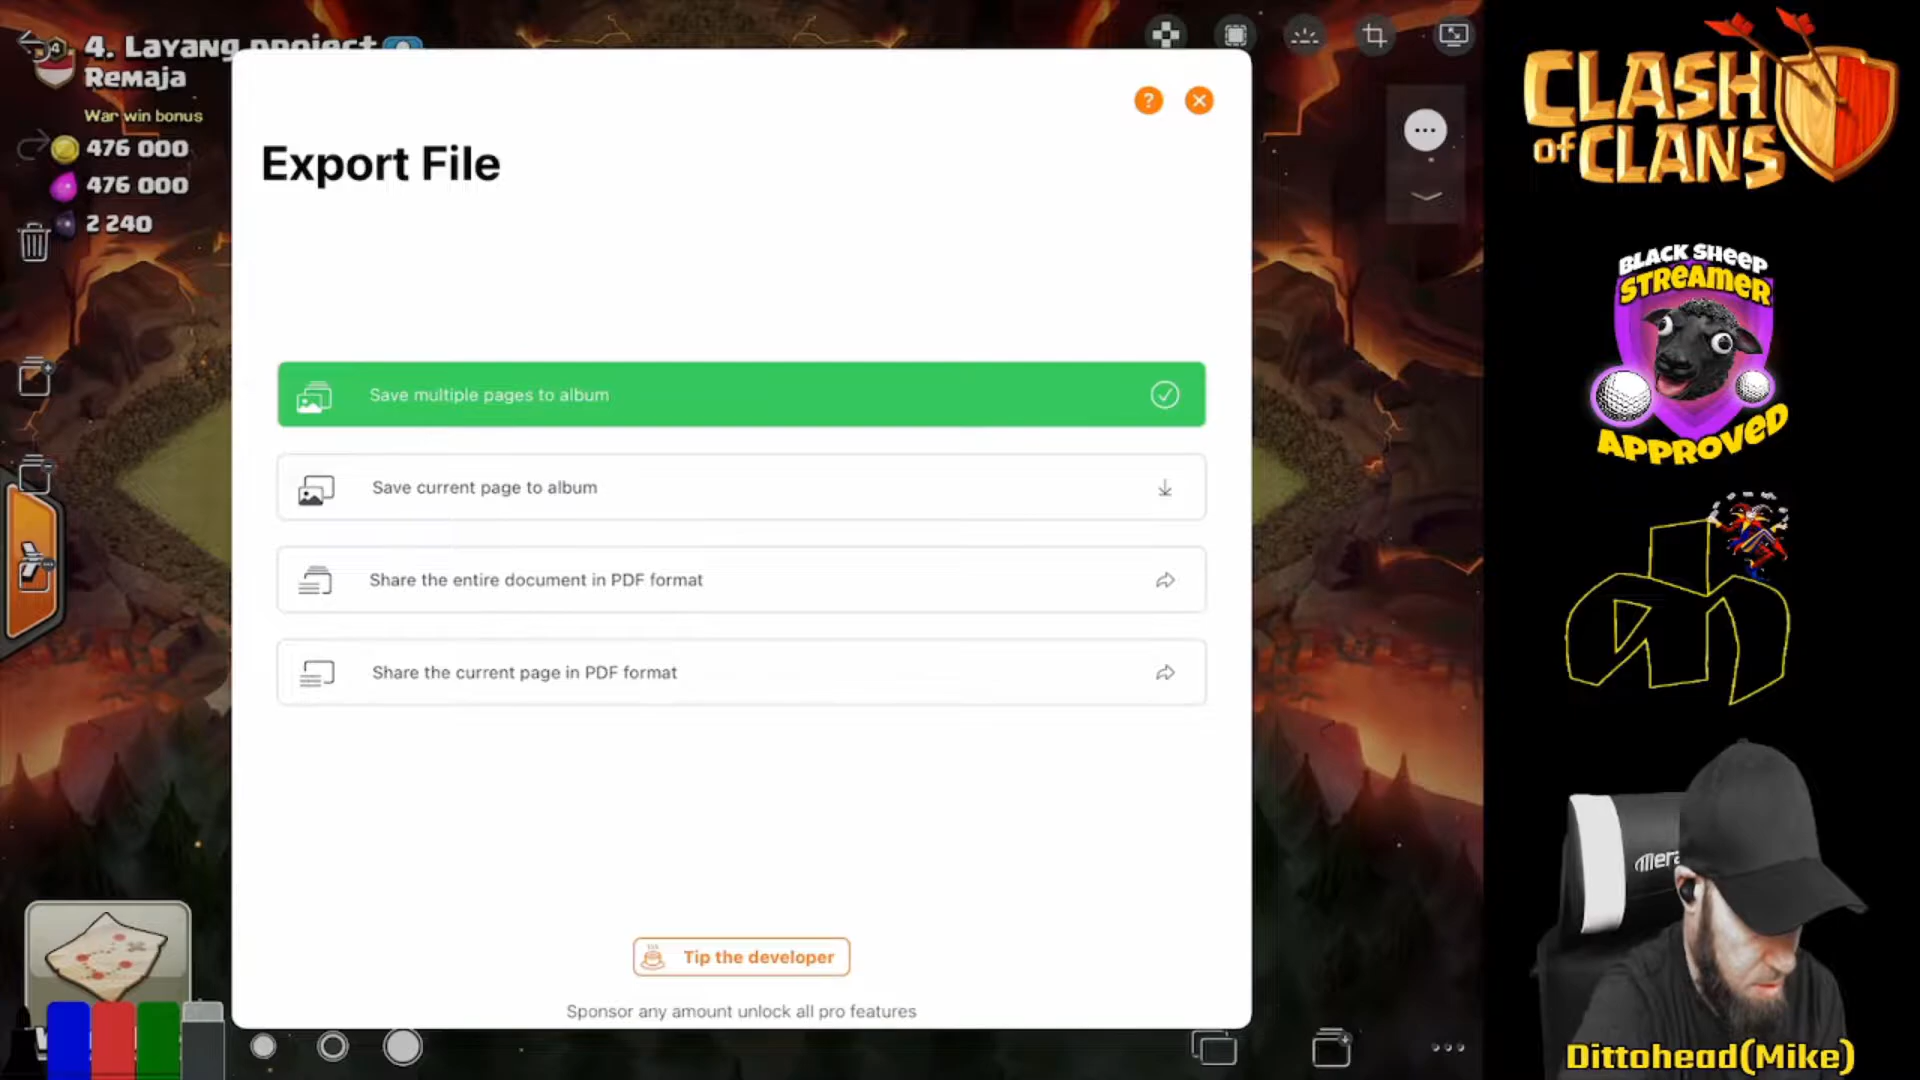 4. Layang project
Remaja
War win bonus
476 000
476 000
2 240
?
Export File
Save multiple pages to album
Save current page to album
Share the entire document in PDF format
Share the current page in PDF format
Tip the developer
Sponsor any amount unlock all pro features
CLASH
of CLANS
BLACK SHEEP
STREAMER
APPROVED
Dittohead(Mike)